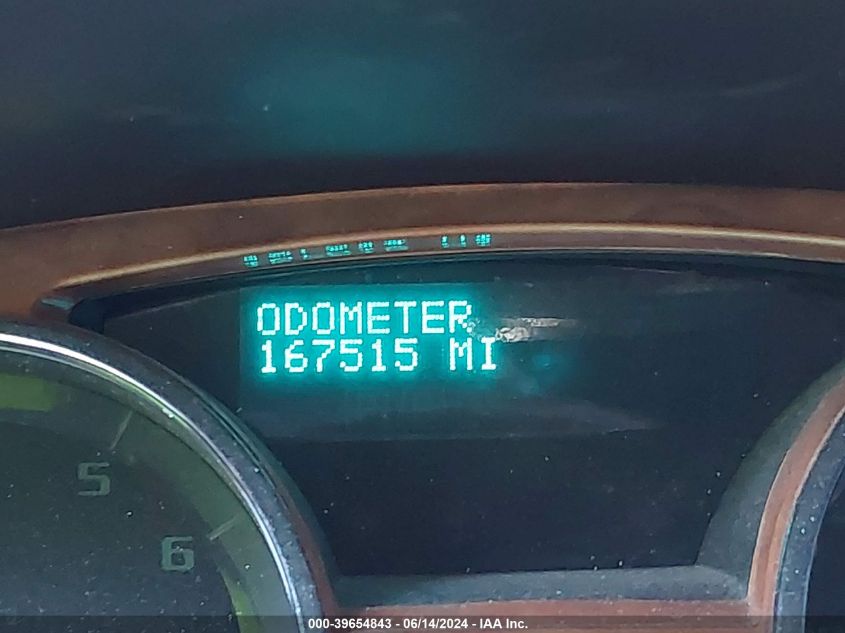 ODOMETER
167515 MI
5
6
000-39654843 / 06/14/2024 - IAA Inc.